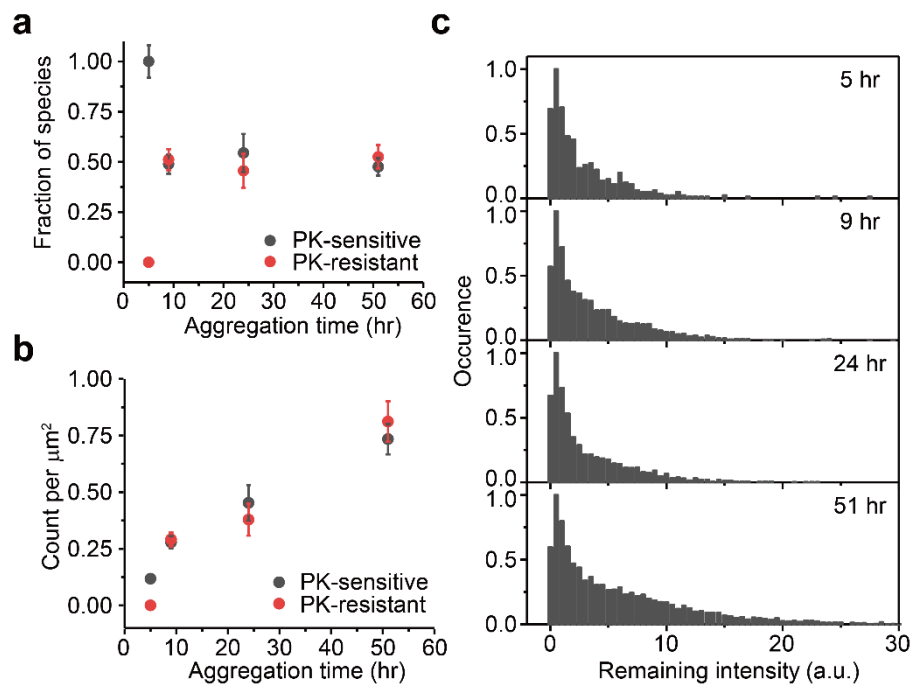 a
Fraction of species
1.00
0.75
0.50
0.25
0.00
PK-sensitive
PK-resistant
0 10 20 30 40 50 60
Aggregation time (hr)
b
Count per μm²
1.00
0.75
0.50
0.25
0.00
PK-sensitive
PK-resistant
0 10 20 30 40 50 60
Aggregation time (hr)
c
Occurence
5 hr
1.0
0.5
0.0
9 hr
1.0
0.5
0.0
24 hr
1.0
0.5
0.0
51 hr
1.0
0.5
0.0
0 10 20 30
Remaining intensity (a.u.)